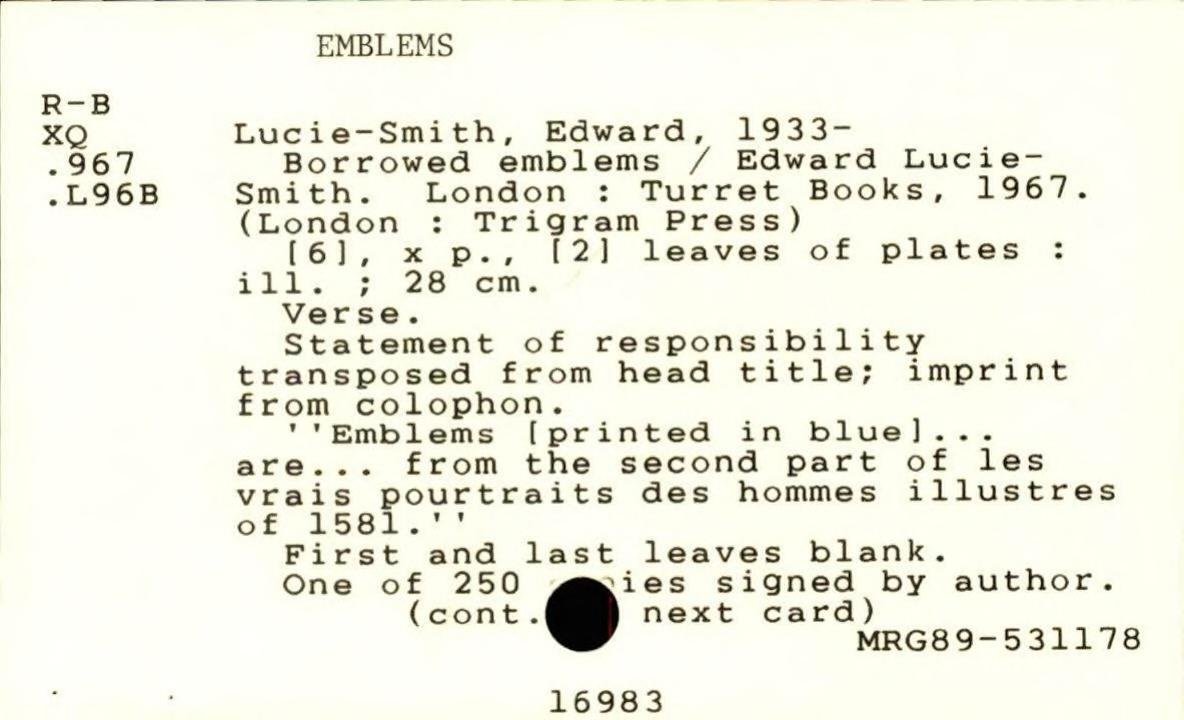 EMBLEMS
R-B
XQ
.967
.L96B
Lucie-Smith, Edward, 1933-
Borrowed emblems / Edward Lucie-
Smith. London : Turret Books, 1967.
(London : Trigram Press)
[6], x p., [2] leaves of plates :
ill. ; 28 cm.
Verse.
Statement of responsibility
transposed from head title; imprint
from colophon.
''Emblems [printed in blue]...
are... from the second part of les
vrais pourtraits des hommes illustres
of 1581.''
First and last leaves blank.
One of 250 signed by author.
(cont. next card)
MRG89-531178
16983